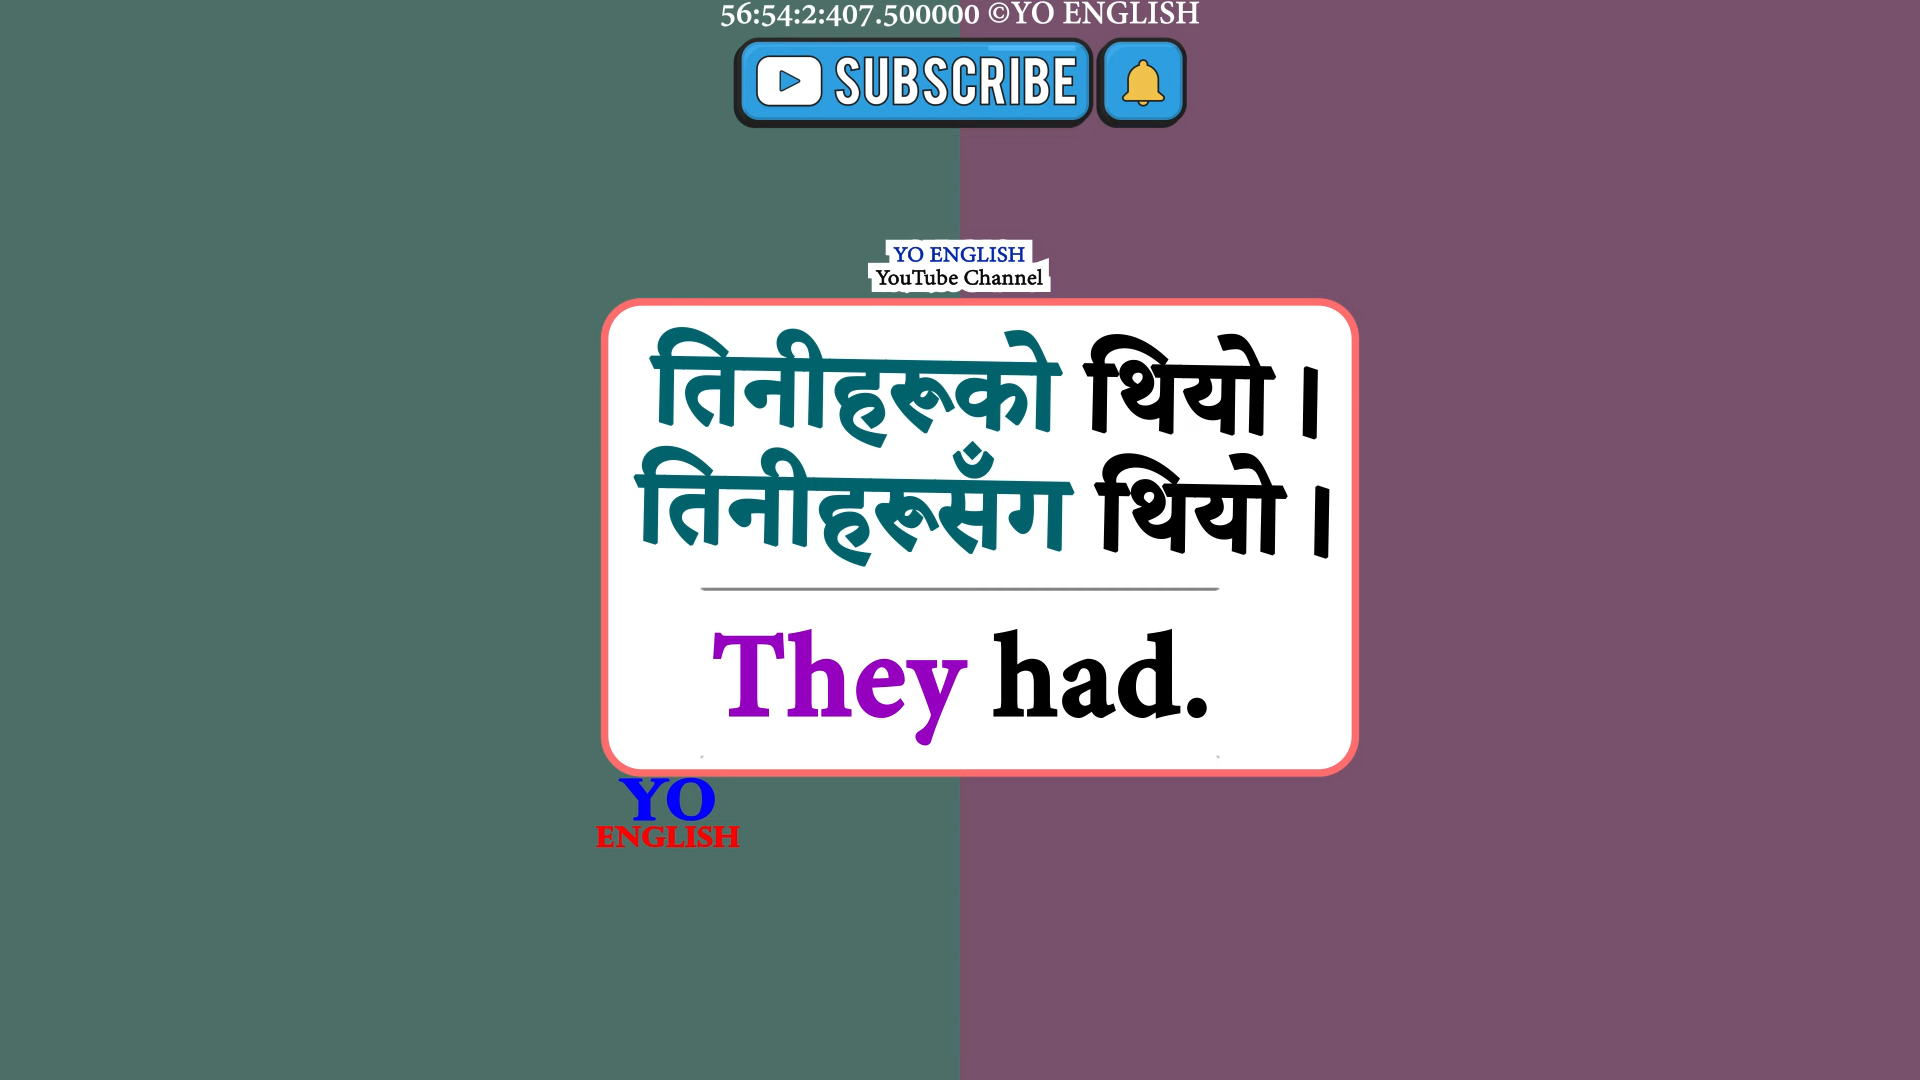 56:54:2:407.500000 ©YO ENGLISH
SUBSCRIBE
YO ENGLISH
YouTube Channel
तिनीहरूको थियो ।
तिनीहरूसँग थियो ।
They had.
YO
ENGLISH